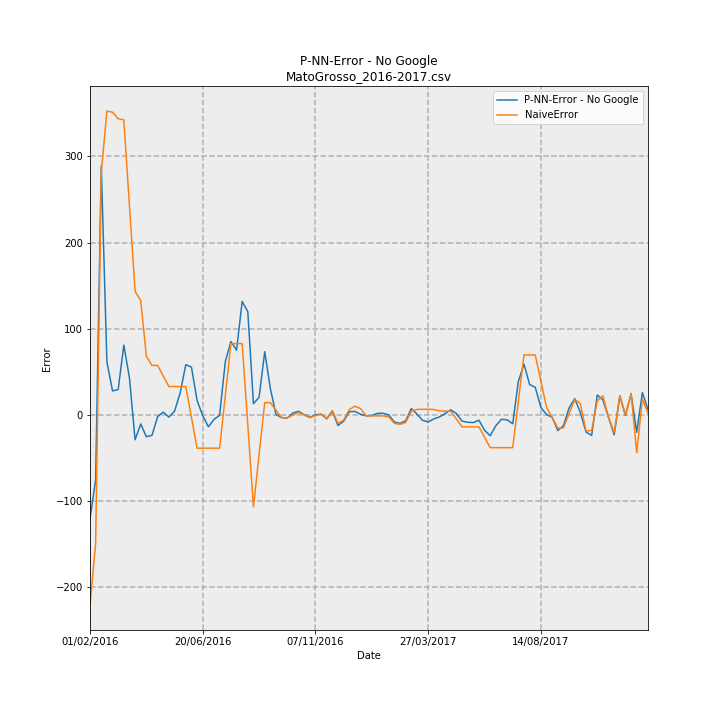 P-NN-Error - No Google
MatoGrosso_2016-2017.csv
P-NN-Error - No Google
NaiveError
Error
300
200
100
0
−100
−200
01/02/2016
20/06/2016
07/11/2016
27/03/2017
14/08/2017
Date